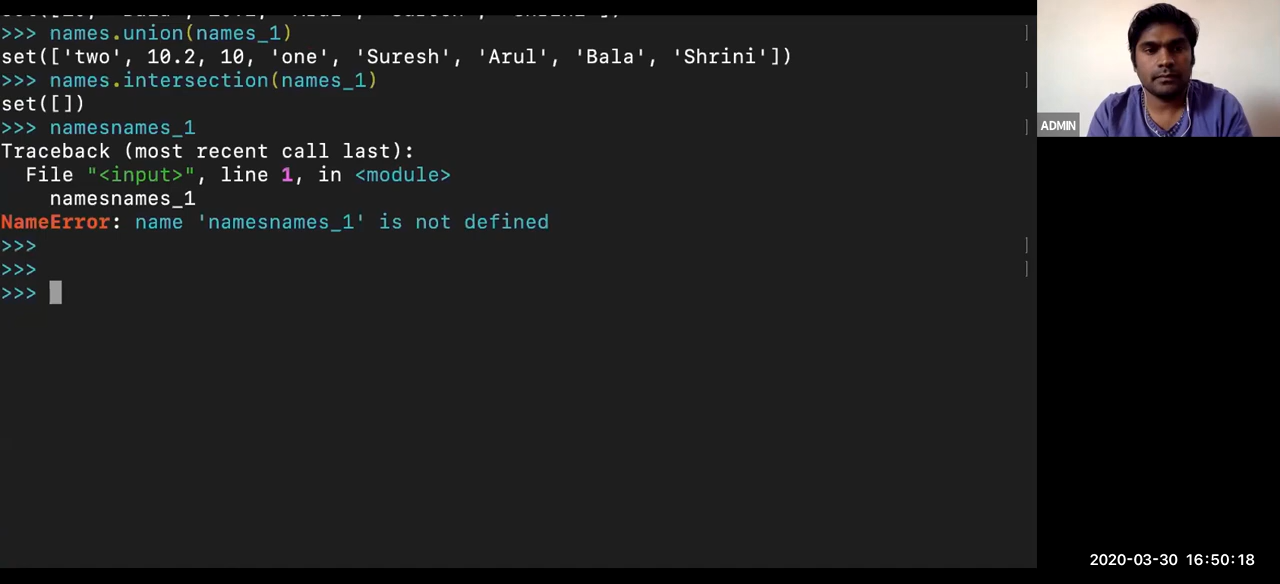 >>> names.union(names_1)
set(['two', 10.2, 10, 'one', 'Suresh', 'Arul', 'Bala', 'Shrini'])
>>> names.intersection(names_1)
set([])
>>> namesnames_1
Traceback (most recent call last):
  File "<input>", line 1, in <module>
    namesnames_1
NameError: name 'namesnames_1' is not defined
>>>
>>>
>>>
ADMIN
2020-03-30 16:50:18